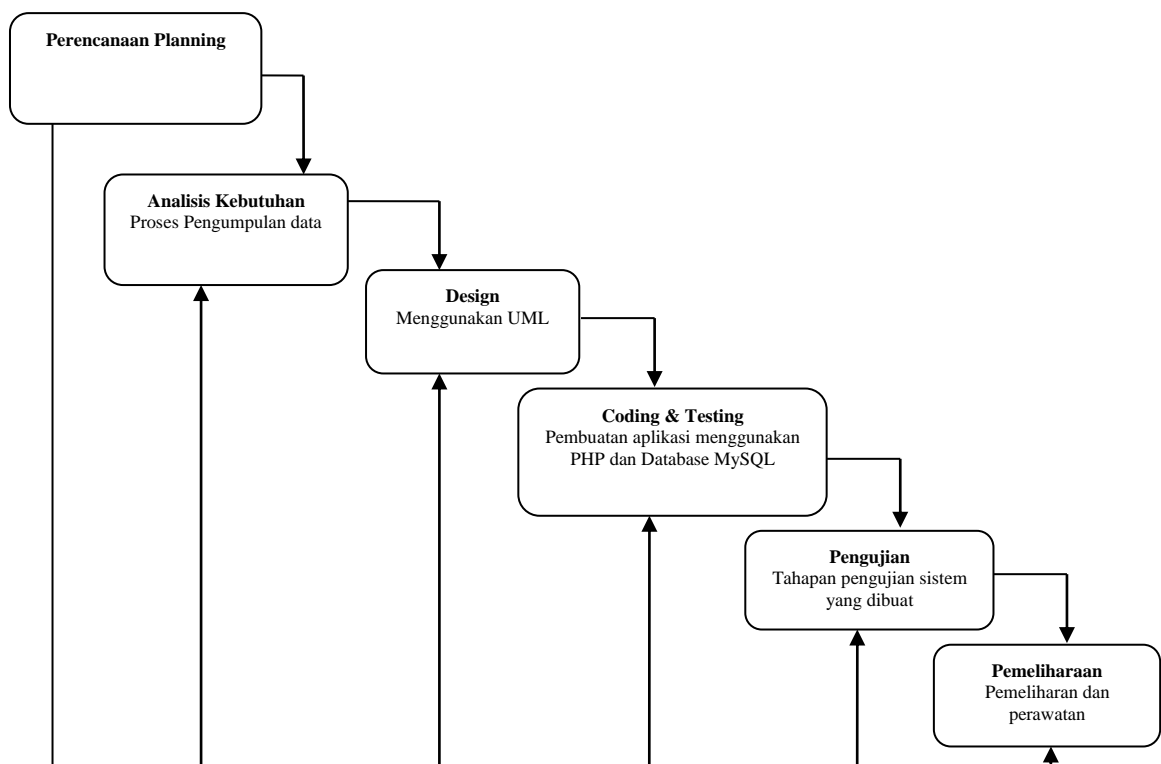 Perencanaan Planning
Analisis Kebutuhan
Proses Pengumpulan data
Design
Menggunakan UML
Coding & Testing
Pembuatan aplikasi menggunakan
PHP dan Database MySQL
Pengujian
Tahapan pengujian sistem
yang dibuat
Pemeliharaan
Pemeliharan dan
perawatan